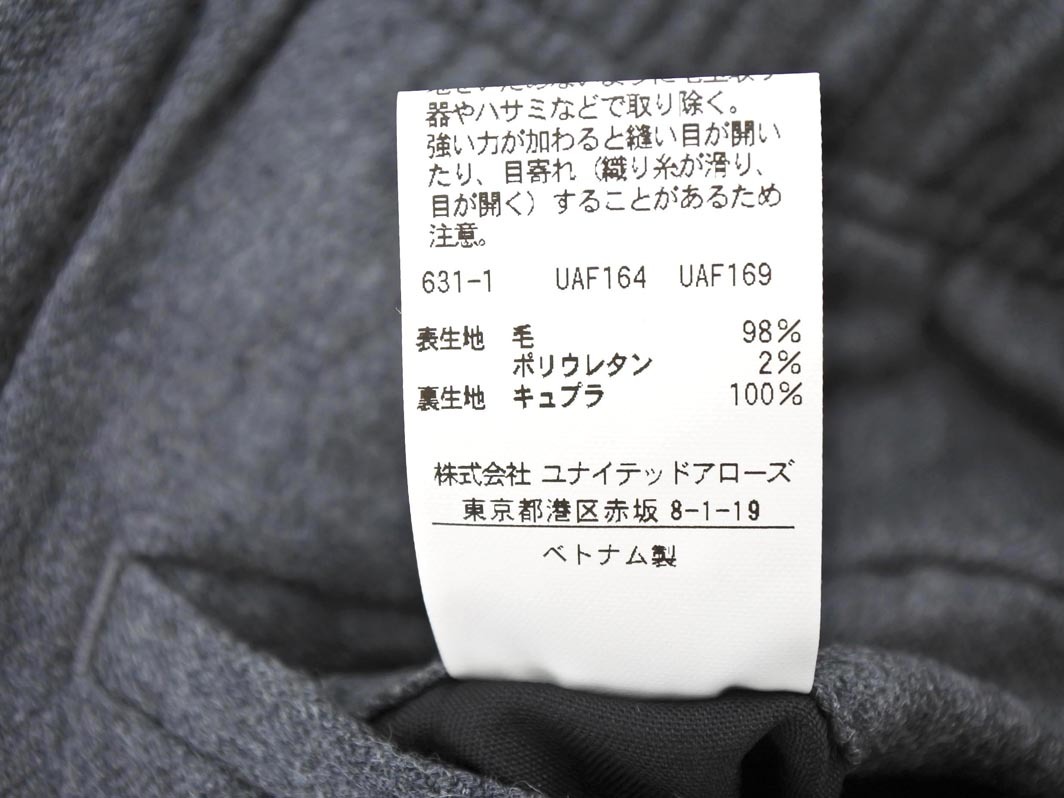 器やハサミなどで取り除く。
強い力が加わると縫い目が開い
たり、目寄れ（織り糸が滑り、
目が開く）することがあるため
注意。
631-1 UAF164 UAF169
表生地 毛 98%
ポリウレタン 2%
裏生地 キュプラ 100%
株式会社 ユナイテッドアローズ
東京都港区赤坂 8-1-19
ベトナム製